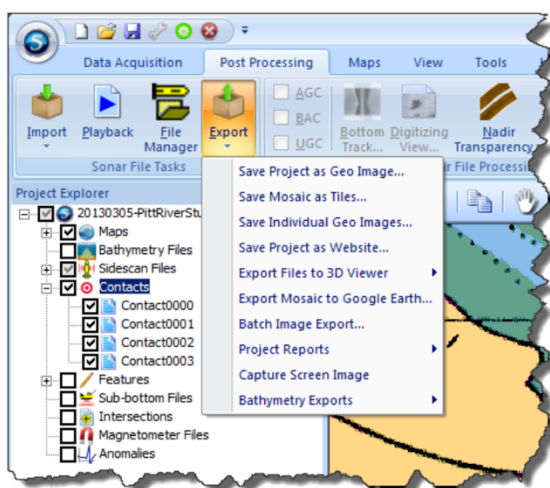 Data Acquisition Post Processing Maps View Tools
Import Playback File Manager Export
AGC
BAC
UGC
Bottom Track... Digitizing View... Nadir Transparency
Sonar File Tasks
r File Processi
Project Explorer
20130305-PittRiverStu
Maps
Bathymetry Files
Sidescan Files
Contacts
Contact0000
Contact0001
Contact0002
Contact0003
Features
Sub-bottom Files
Intersections
Magnetometer Files
Anomalies
Save Project as Geo Image...
Save Mosaic as Tiles...
Save Individual Geo Images...
Save Project as Website...
Export Files to 3D Viewer
Export Mosaic to Google Earth...
Batch Image Export...
Project Reports
Capture Screen Image
Bathymetry Exports